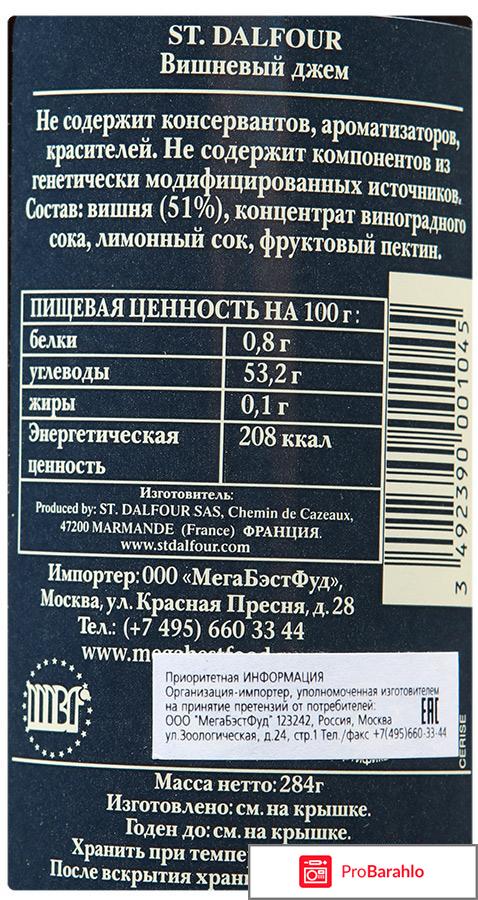 ST. DALFOUR
Вишневый джем
Не содержит консервантов, ароматизаторов,
красителей. Не содержит компонентов из
генетически модифицированных источников.
Состав: вишня (51%), концентрат виноградного
сока, лимонный сок, фруктовый пектин.
ПИЩЕВАЯ ЦЕННОСТЬ НА 100 г :
белки 0,8 г
углеводы 53,2 г
жиры 0,1 г
Энергетическая 208 ккал
ценность
Изготовитель:
Produced by: ST. DALFOUR SAS, Chemin de Cazeaux,
47200 MARMANDE (France) ФРАНЦИЯ.
www.stdalfour.com
3 492390 001045
Импортер: ООО «МегаБэстФуд»,
Москва, ул. Красная Пресня, д. 28
Тел.: (+7 495) 660 33 44
Приоритетная ИНФОРМАЦИЯ
Организация-импортер, уполномоченная изготовителем
на принятие претензий от потребителей:
ООО "МегаБэстФуд" 123242, Россия, Москва
ул.Зоологическая, д.24, стр.1 Тел./факс +7(495)660-33-44
EAC
CERISE
Масса нетто: 284г
Изготовлено: см. на крышке.
Годен до: см. на крышке.
Хранить при
После вскрытия
ProBarahlo